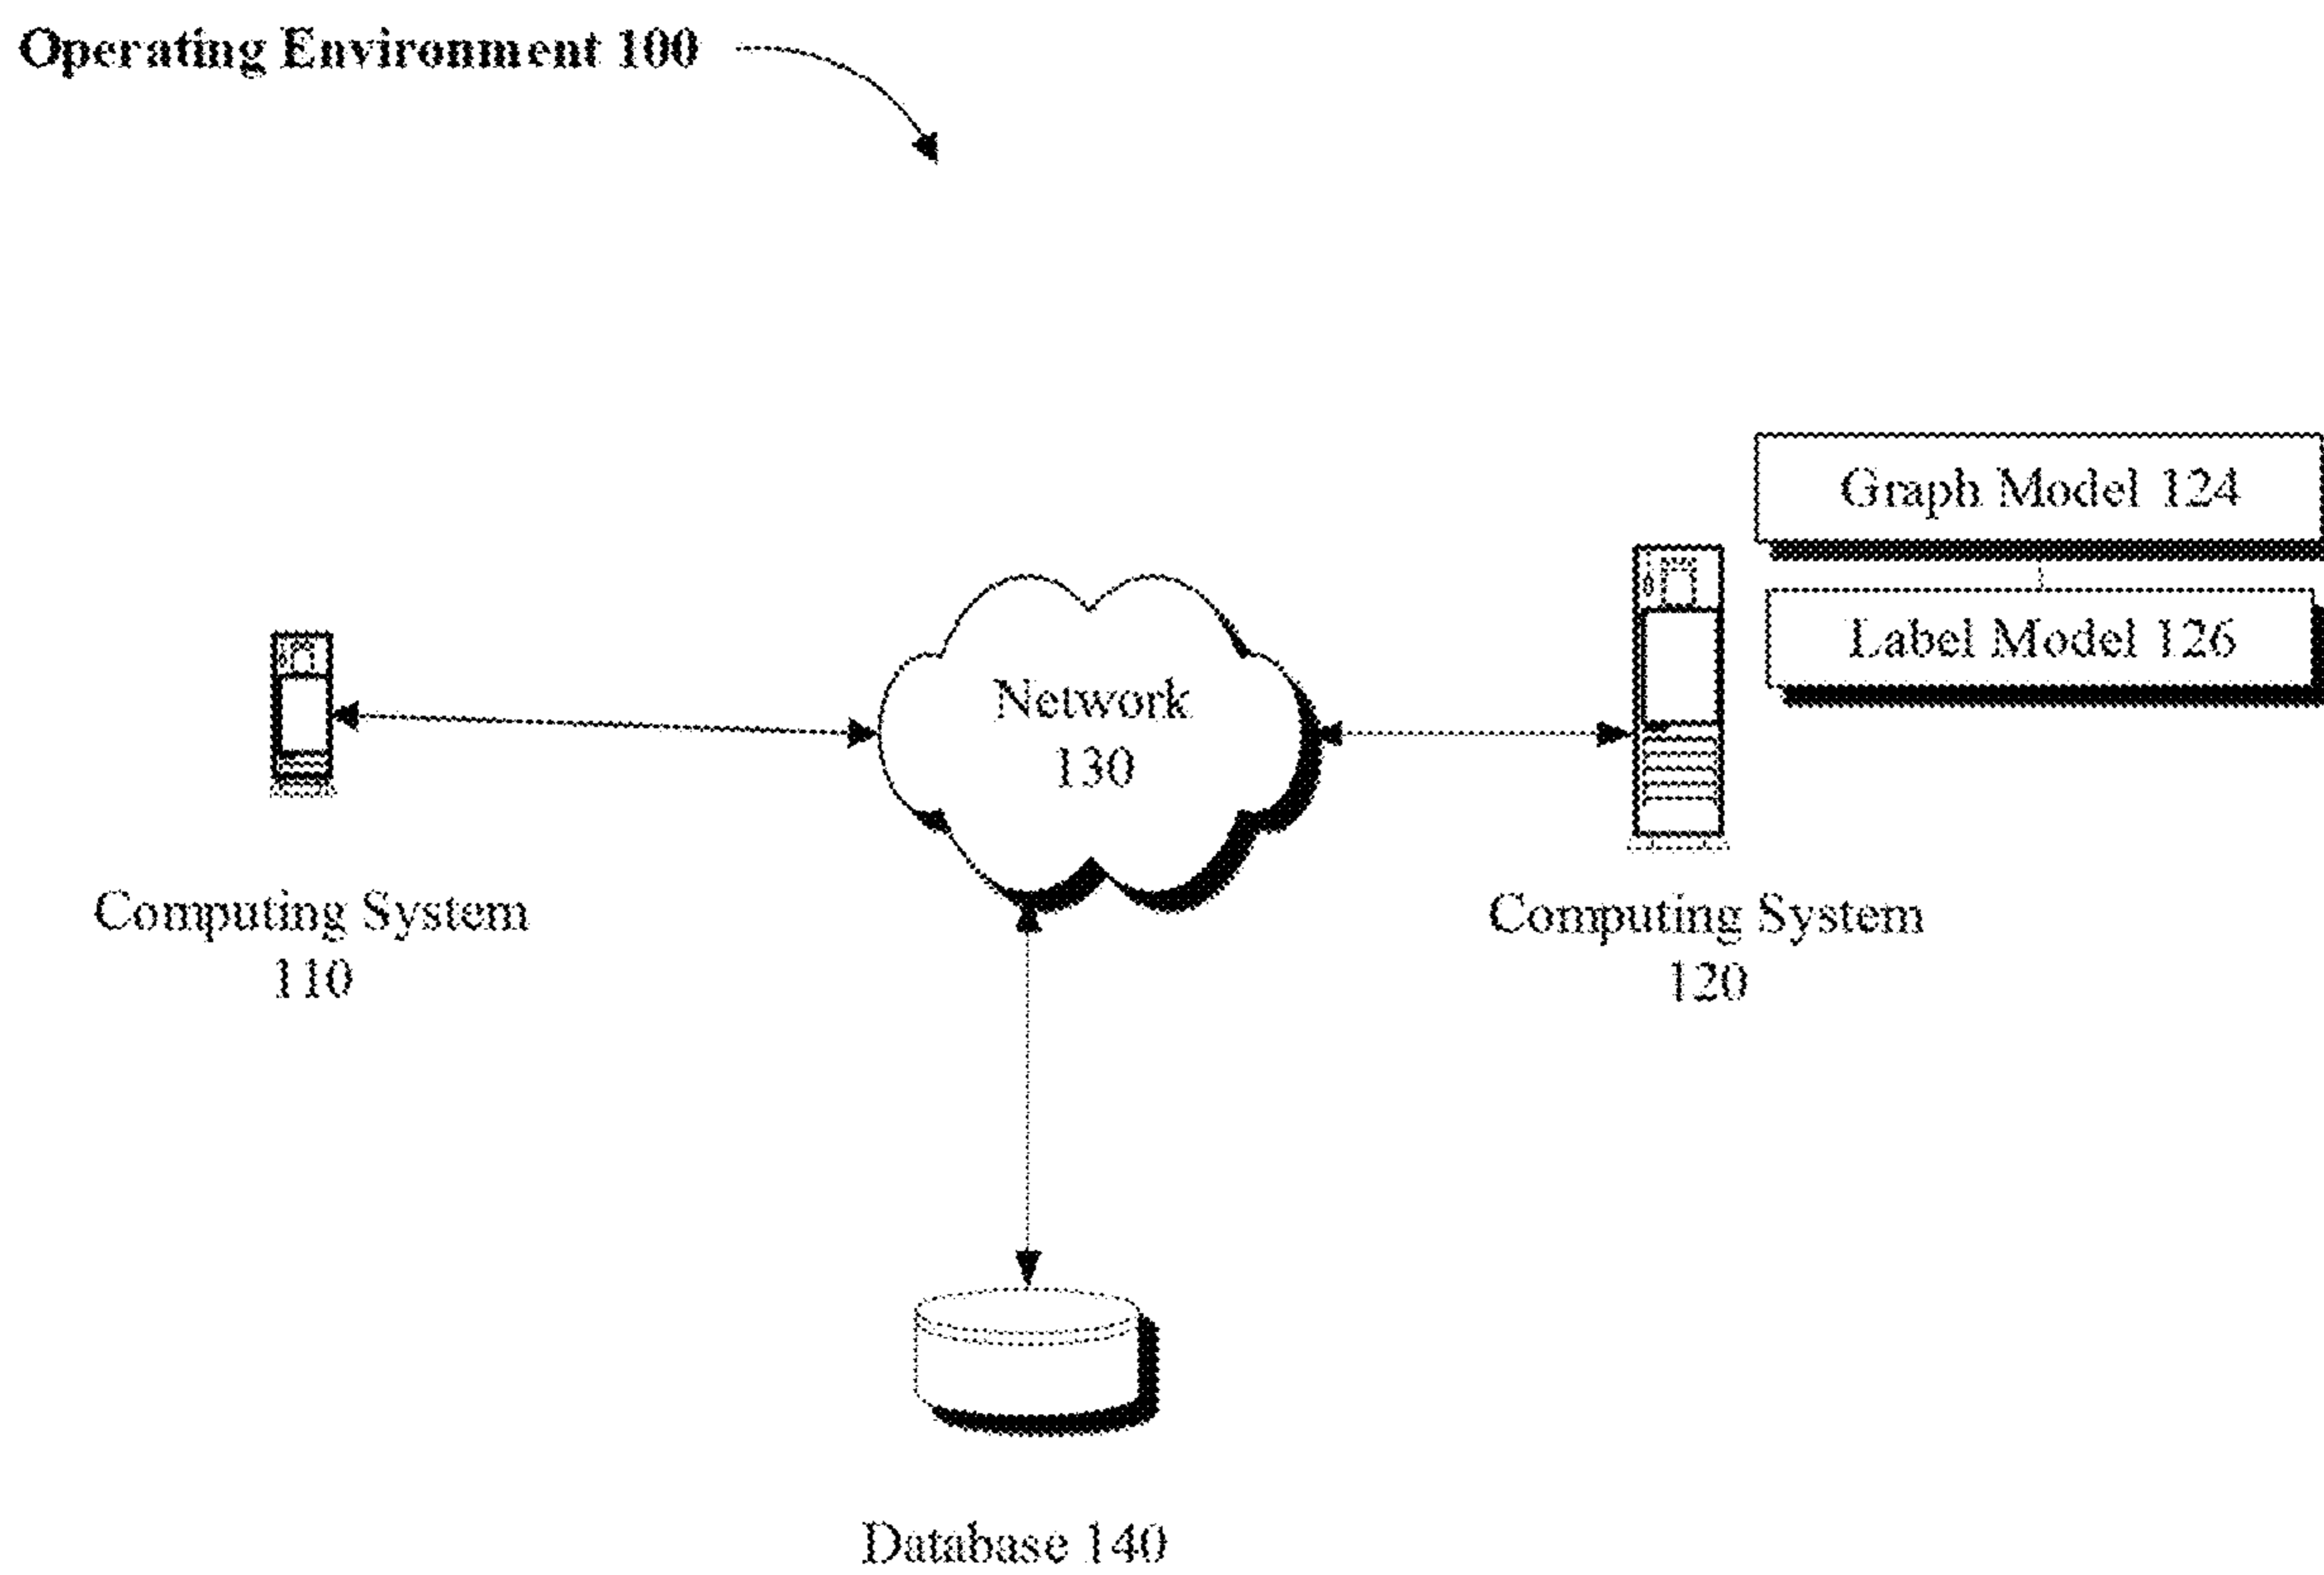 Operating Environment 100
Graph Model 124
Label Model 126
Network
130
Computing System
110
Computing System
120
Database 140